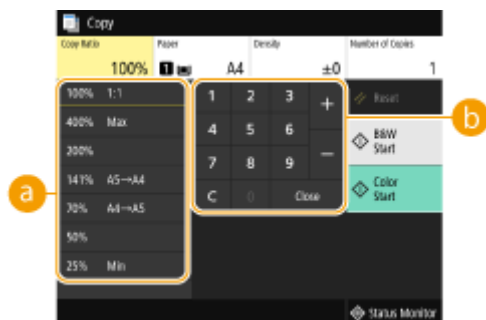 Copy
Copy Ratio Paper Density Number of Copies
100% 1 A4 ±0 1
100% 1:1
400% Max
200%
141% A5→A4
70% A4→A5
50%
25% Min
1 2 3 +
4 5 6
7 8 9 −
C 0 Close
Reset
B&W
Start
Color
Start
Status Monitor
a
b